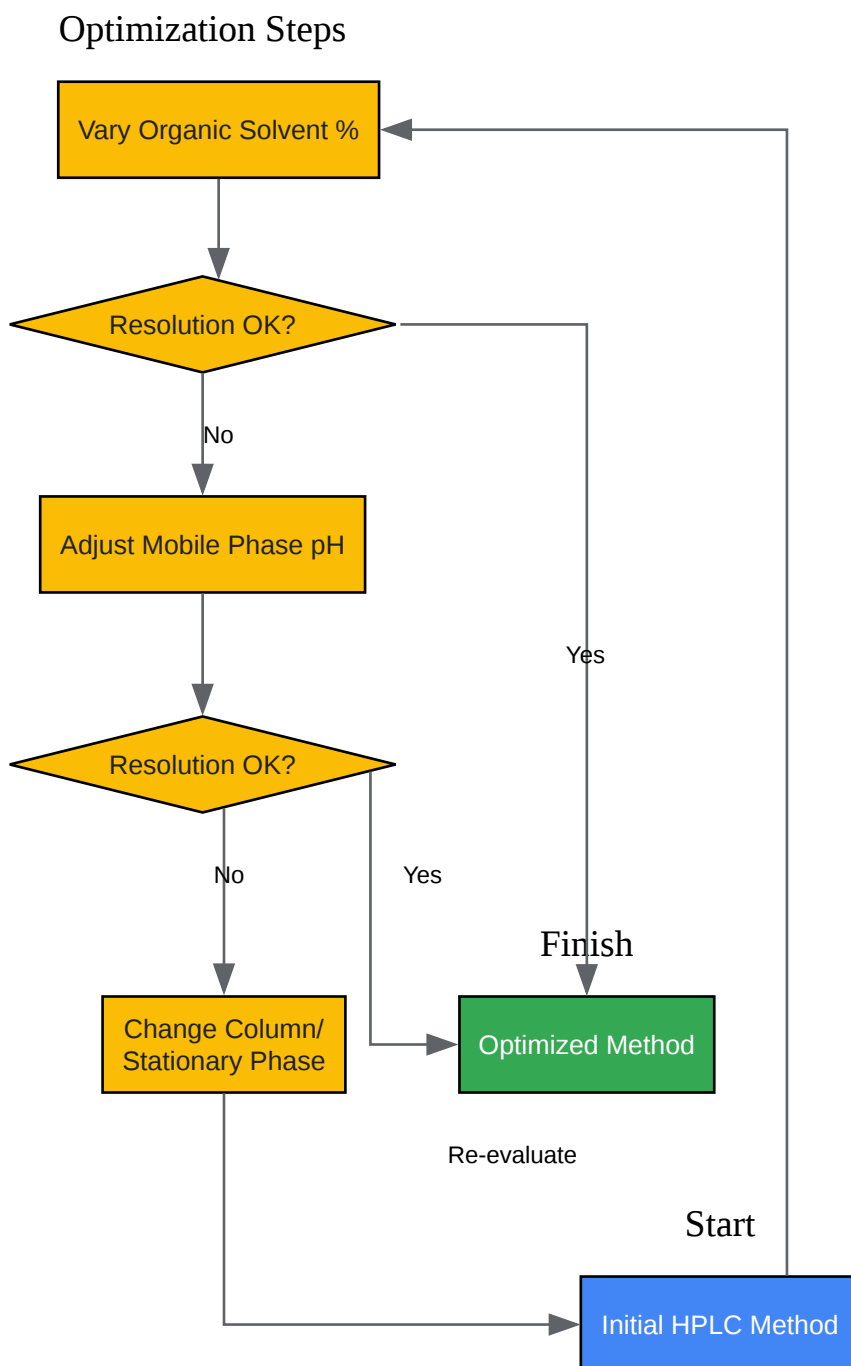 Optimization Steps
Vary Organic Solvent %
Resolution OK?
No
Adjust Mobile Phase pH
Yes
Resolution OK?
No
Yes
Finish
Change Column/
Stationary Phase
Optimized Method
Re-evaluate
Start
Initial HPLC Method